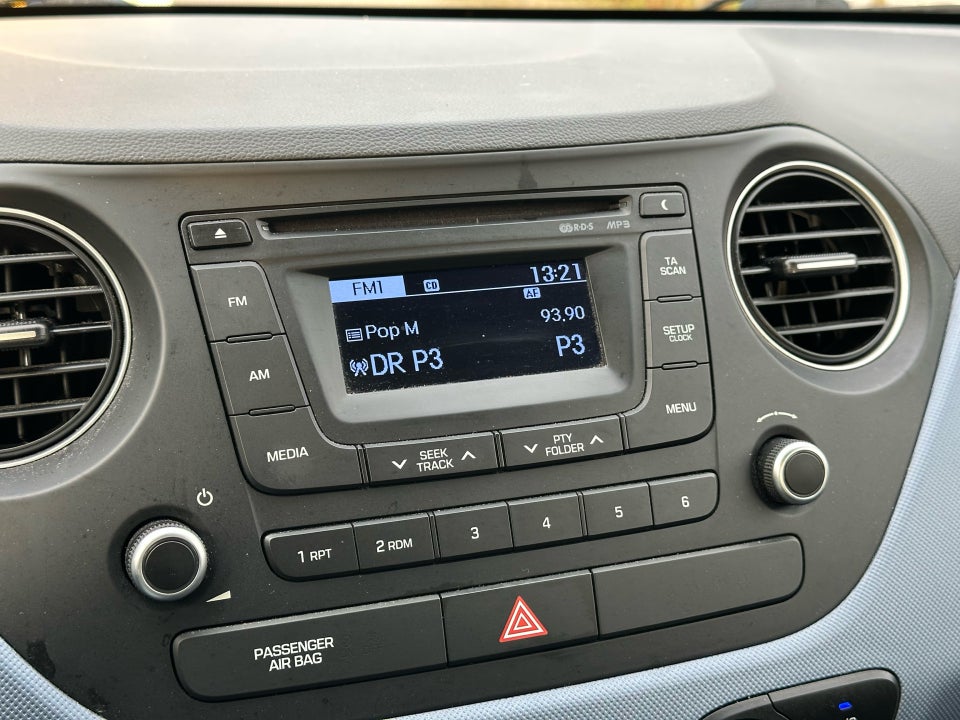 R·D·S MP3
FM1 CD 13:21
AF
93,90
Pop M
DR P3 P3
FM
AM
MEDIA
TA
SCAN
SETUP
CLOCK
MENU
SEEK
TRACK
PTY
FOLDER
1 RPT
2 RDM
3
4
5
6
PASSENGER
AIR BAG